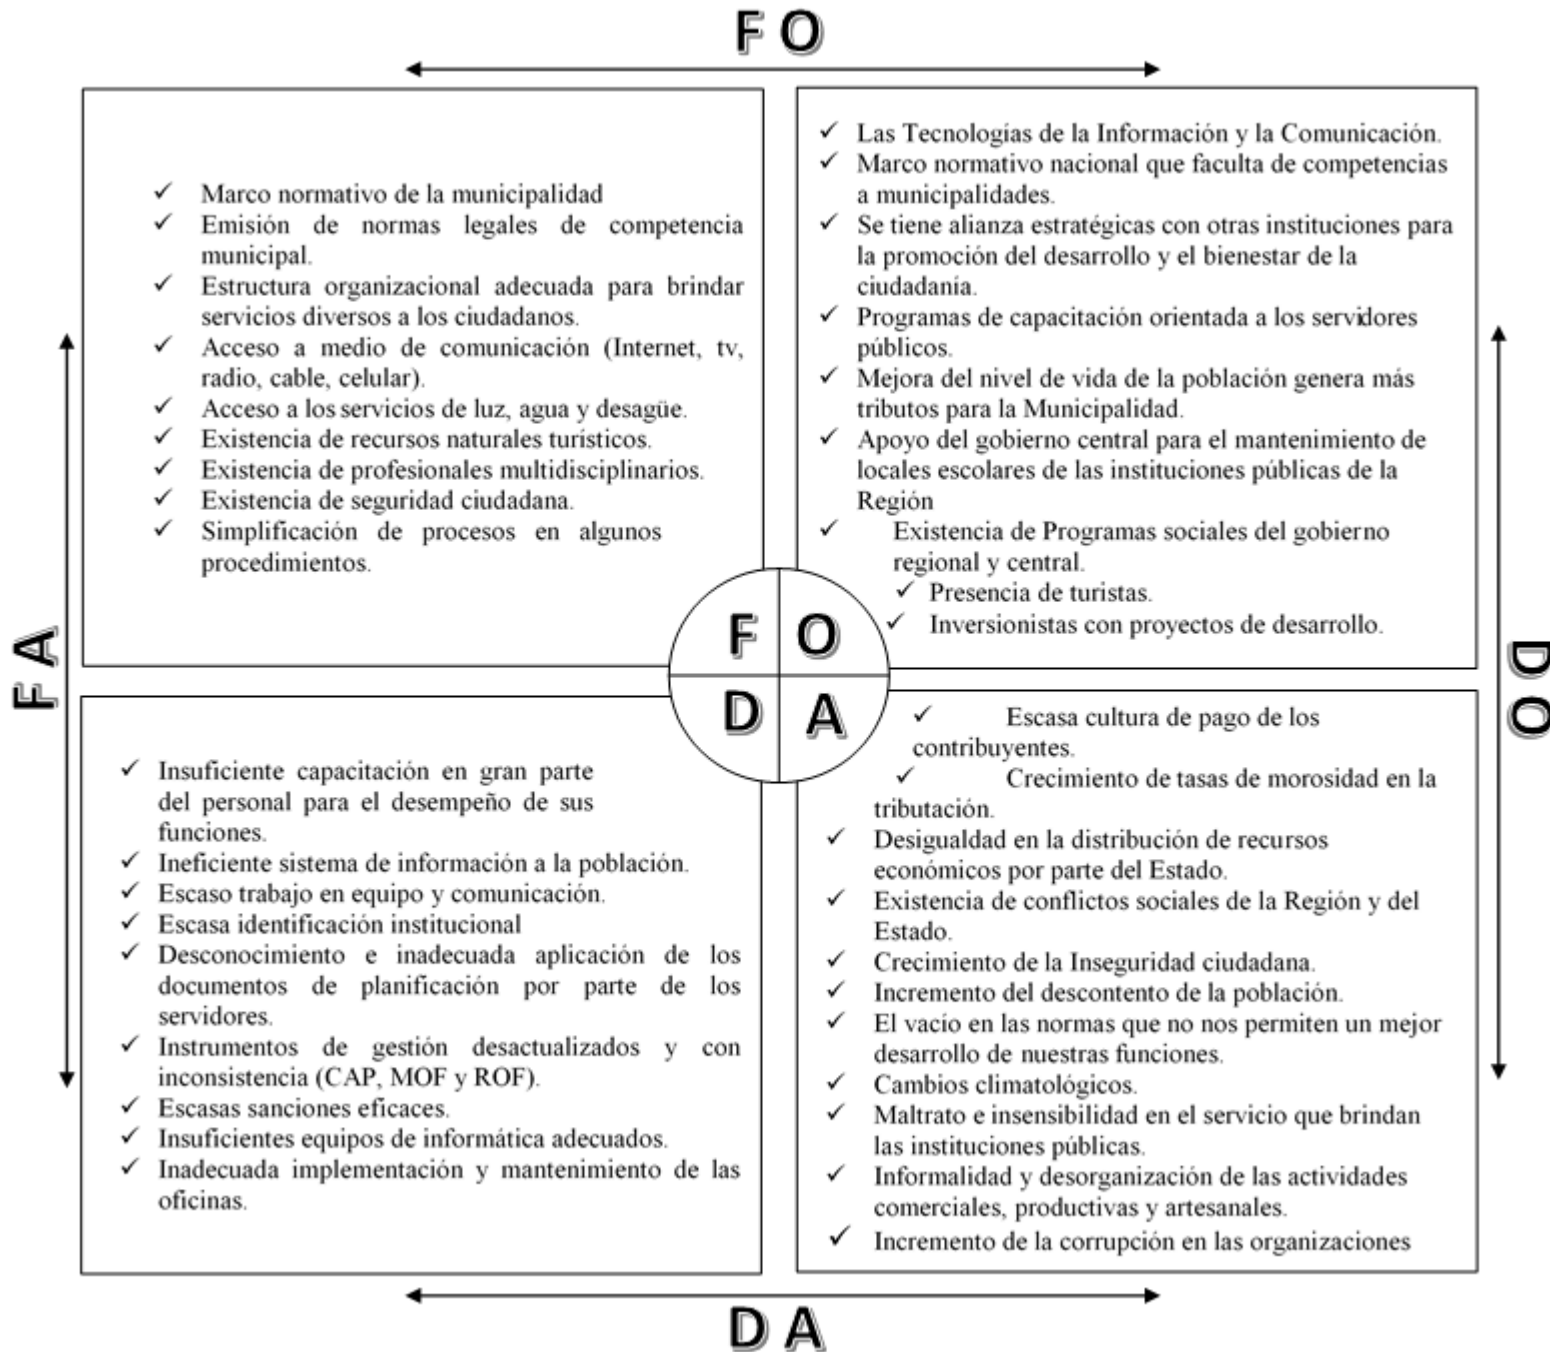 F O
Marco normativo de la municipalidad
Emisión de normas legales de competencia
municipal.
Estructura organizacional adecuada para brindar
servicios diversos a los ciudadanos.
Acceso a medio de comunicación (Internet, tv,
radio, cable, celular).
Acceso a los servicios de luz, agua y desagüe.
Existencia de recursos naturales turísticos.
Existencia de profesionales multidisciplinarios.
Existencia de seguridad ciudadana.
Simplificación de procesos en algunos
procedimientos.
Las Tecnologías de la Información y la Comunicación.
Marco normativo nacional que faculta de competencias
a municipalidades.
Se tiene alianza estratégicas con otras instituciones para
la promoción del desarrollo y el bienestar de la
ciudadanía.
Programas de capacitación orientada a los servidores
públicos.
Mejora del nivel de vida de la población genera más
tributos para la Municipalidad.
Apoyo del gobierno central para el mantenimiento de
locales escolares de las instituciones públicas de la
Región
Existencia de Programas sociales del gobierno
regional y central.
Presencia de turistas.
Inversionistas con proyectos de desarrollo.
F A
F O
D A
D O
Insuficiente capacitación en gran parte
del personal para el desempeño de sus
funciones.
Ineficiente sistema de información a la población.
Escaso trabajo en equipo y comunicación.
Escasa identificación institucional
Desconocimiento e inadecuada aplicación de los
documentos de planificación por parte de los
servidores.
Instrumentos de gestión desactualizados y con
inconsistencia (CAP, MOF y ROF).
Escasas sanciones eficaces.
Insuficientes equipos de informática adecuados.
Inadecuada implementación y mantenimiento de las
oficinas.
Escasa cultura de pago de los
contribuyentes.
Crecimiento de tasas de morosidad en la
tributación.
Desigualdad en la distribución de recursos
económicos por parte del Estado.
Existencia de conflictos sociales de la Región y del
Estado.
Crecimiento de la Inseguridad ciudadana.
Incremento del descontento de la población.
El vacío en las normas que no nos permiten un mejor
desarrollo de nuestras funciones.
Cambios climatológicos.
Maltrato e insensibilidad en el servicio que brindan
las instituciones públicas.
Informalidad y desorganización de las actividades
comerciales, productivas y artesanales.
Incremento de la corrupción en las organizaciones
D A